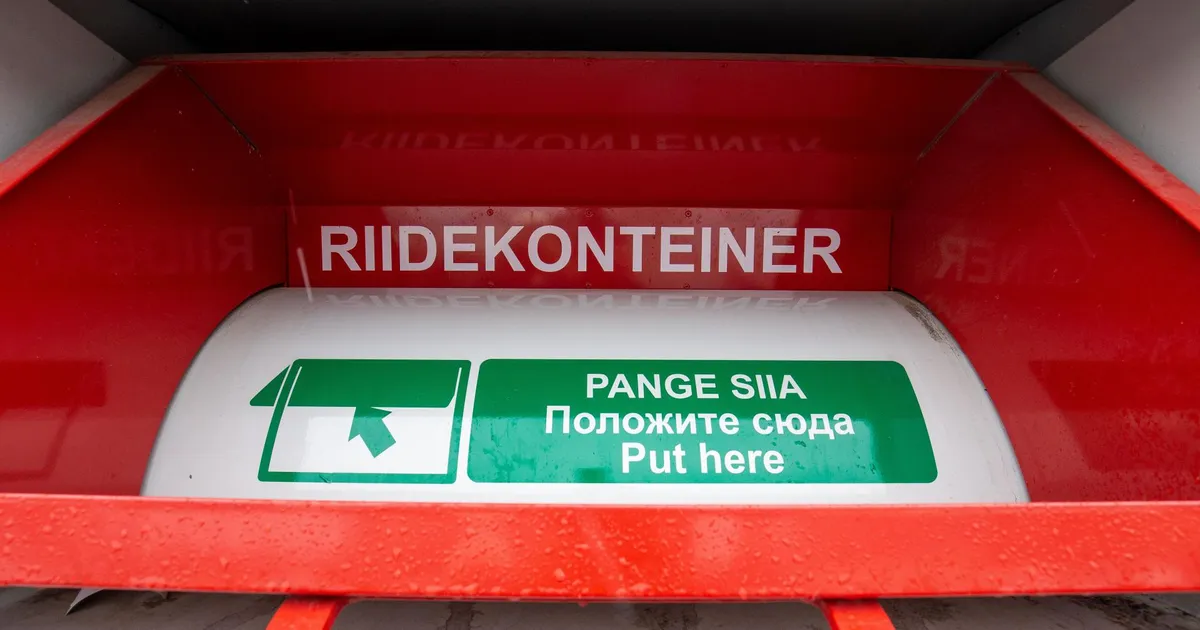 RIIDEKONTEINER
PANGE SIIA
Положите сюда
Put here